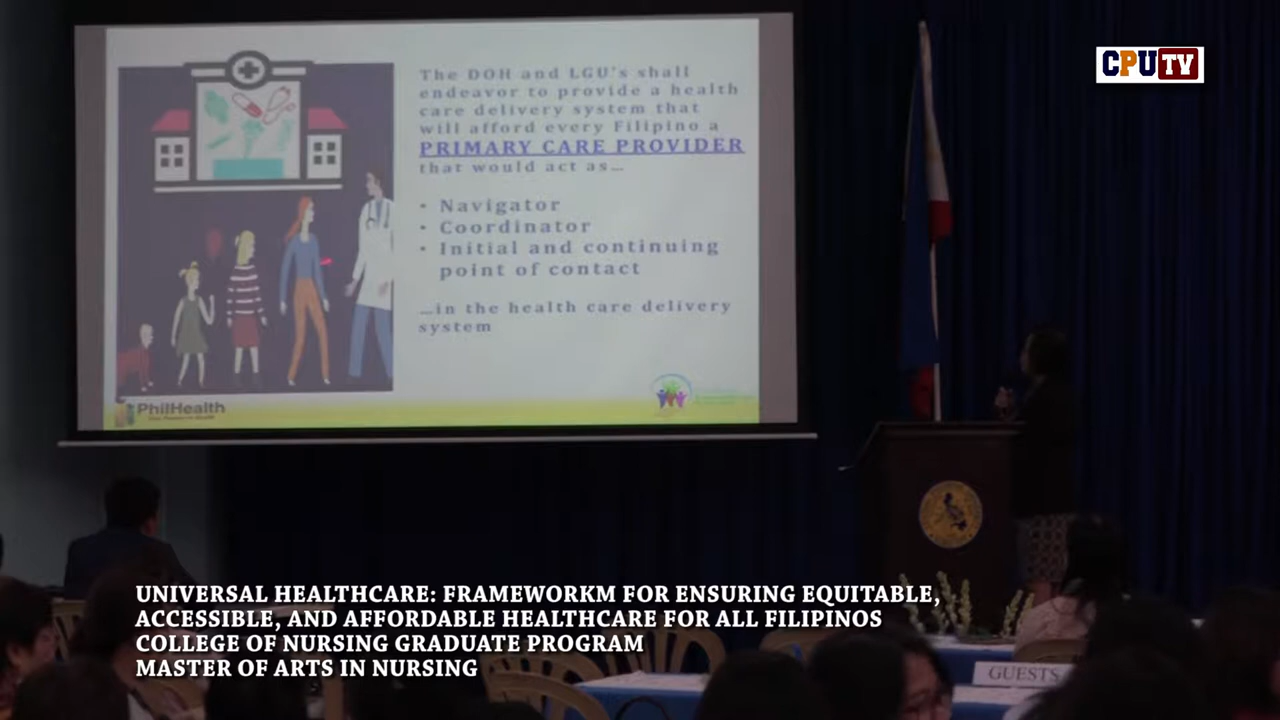 CPUTV
The DOH and LGU's shall
endeavor to provide a health
care delivery system that
will afford every Filipino a
PRIMARY CARE PROVIDER
that would act as…
• Navigator
• Coordinator
• Initial and continuing
point of contact
…in the health care delivery
system
PhilHealth
UNIVERSAL HEALTHCARE: FRAMEWORKM FOR ENSURING EQUITABLE,
ACCESSIBLE, AND AFFORDABLE HEALTHCARE FOR ALL FILIPINOS
COLLEGE OF NURSING GRADUATE PROGRAM
MASTER OF ARTS IN NURSING
GUESTS